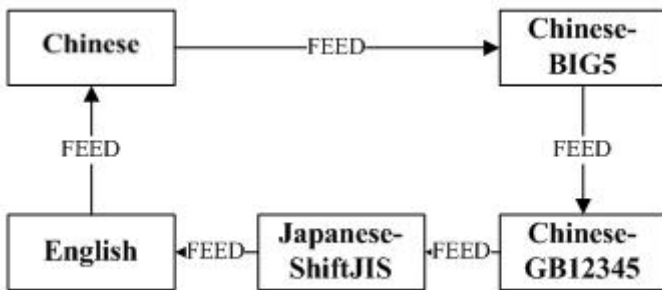 Chinese
FEED
Chinese-
BIG5
FEED
FEED
English
FEED
Japanese-
ShiftJIS
FEED
Chinese-
GB12345